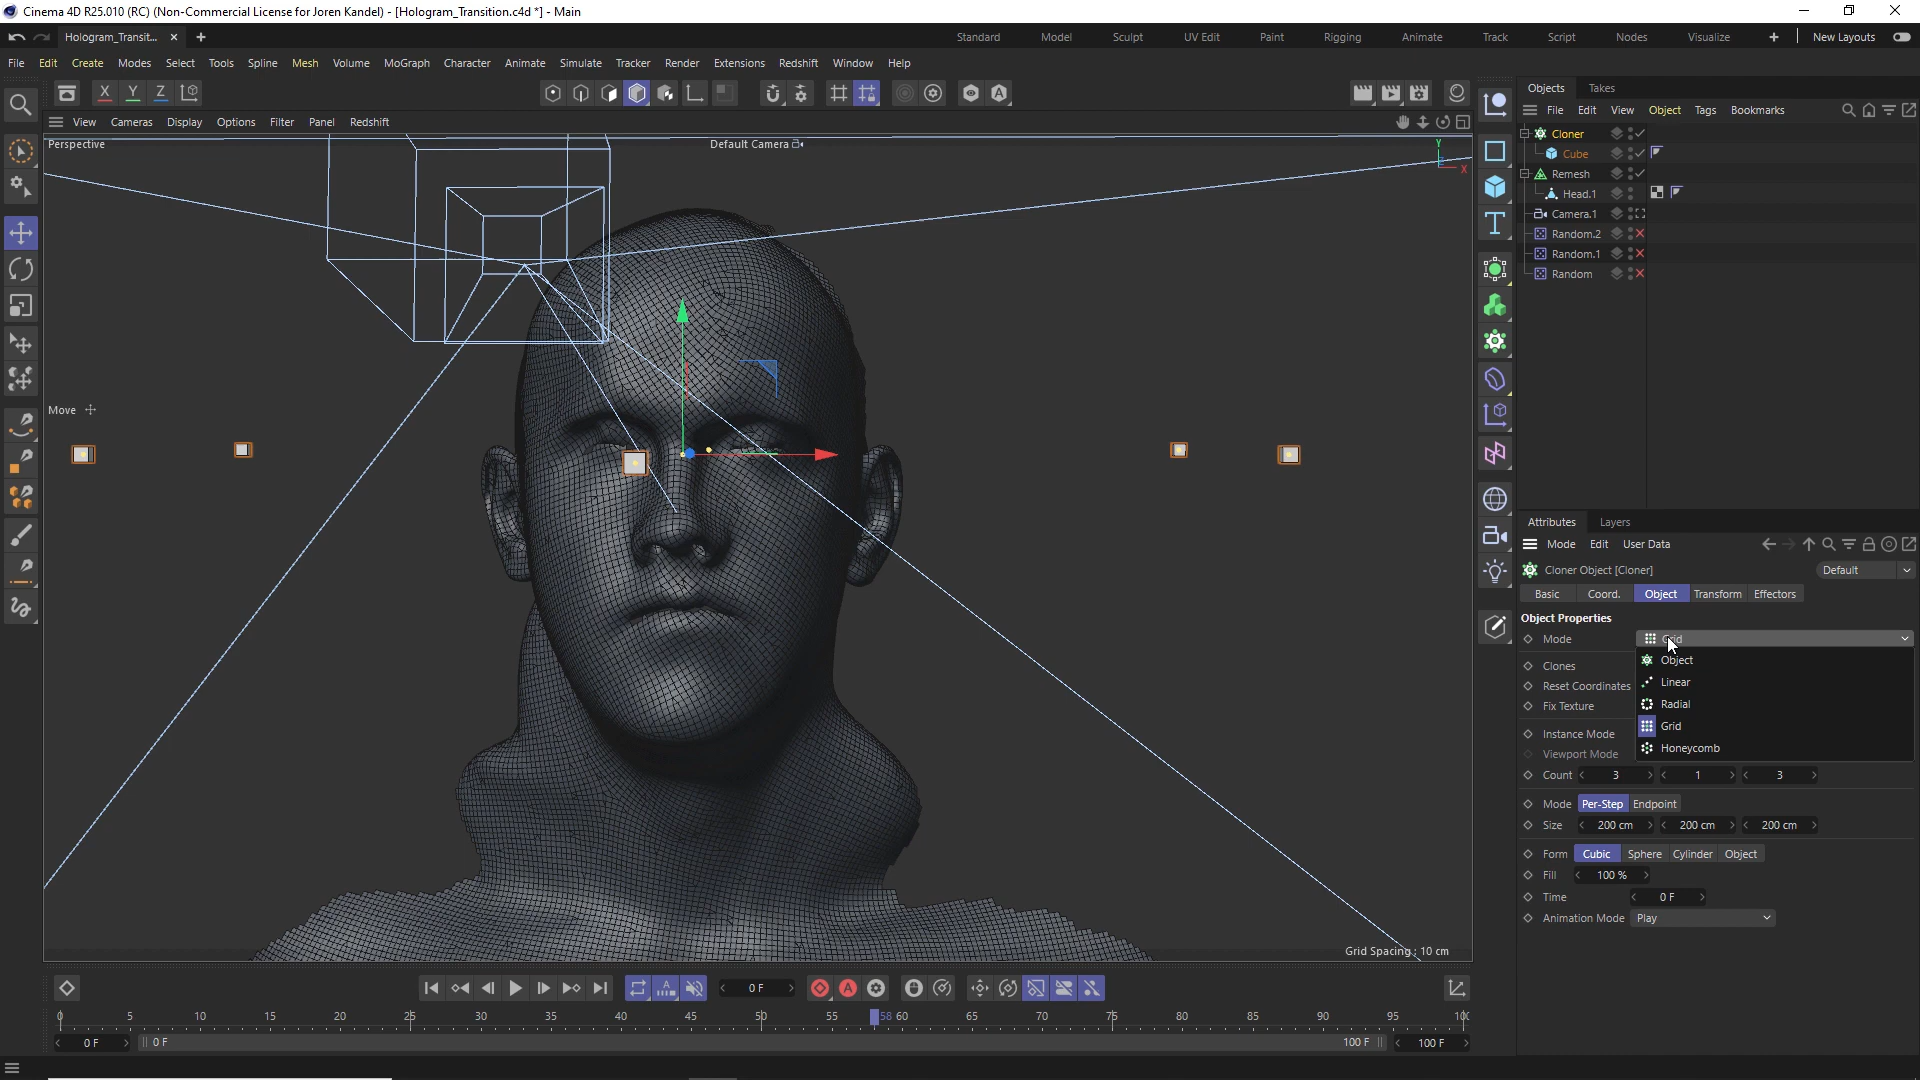 Cinema 4D R25.010 (RC) (Non-Commercial License for Joren Kandel) - [Hologram_Transition.c4d *] - Main
Hologram_Transit... × + Standard Model Sculpt UV Edit Paint Rigging Animate Track Script Nodes Visualize + New Layouts
File Edit Create Modes Select Tools Spline Mesh Volume MoGraph Character Animate Simulate Tracker Render Extensions Redshift Window Help
X Y Z
Objects Takes
File Edit View Object Tags Bookmarks
View Cameras Display Options Filter Panel Redshift
Perspective
Default Camera
Y
Z
X
Cloner
Cube
Remesh
Head.1
Camera.1
Random.2
Random.1
Random
Move
Attributes Layers
Mode Edit User Data
Cloner Object [Cloner]
Default
Basic Coord. Object Transform Effectors
Object Properties
Mode Grid
Object
Linear
Radial
Grid
Honeycomb
Clones
Reset Coordinates
Fix Texture
Instance Mode
Viewport Mode
Count 3 1 3
Mode Per-Step Endpoint
Size 200 cm 200 cm 200 cm
Form Cubic Sphere Cylinder Object
Fill 100 %
Time 0 F
Animation Mode Play
Grid Spacing : 10 cm
0 F
0 5 10 15 20 25 30 35 40 45 50 55 58 60 65 70 75 80 85 90 95 100
0 F 0 F 100 F 100 F